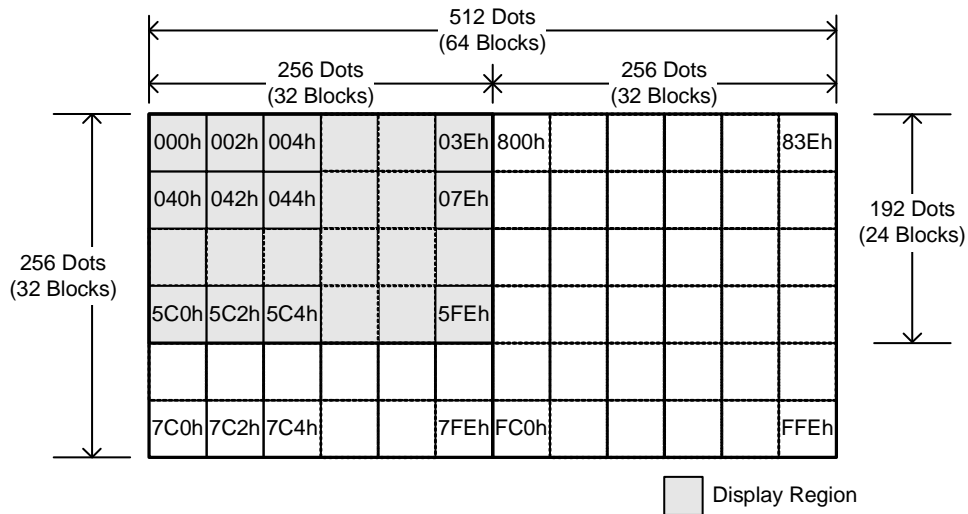 512 Dots
(64 Blocks)
256 Dots
(32 Blocks)
256 Dots
(32 Blocks)
000h 002h 004h 03Eh 800h 83Eh
040h 042h 044h 07Eh
192 Dots
(24 Blocks)
256 Dots
(32 Blocks)
5C0h 5C2h 5C4h 5FEh
7C0h 7C2h 7C4h 7FEh FC0h FFEh
Display Region